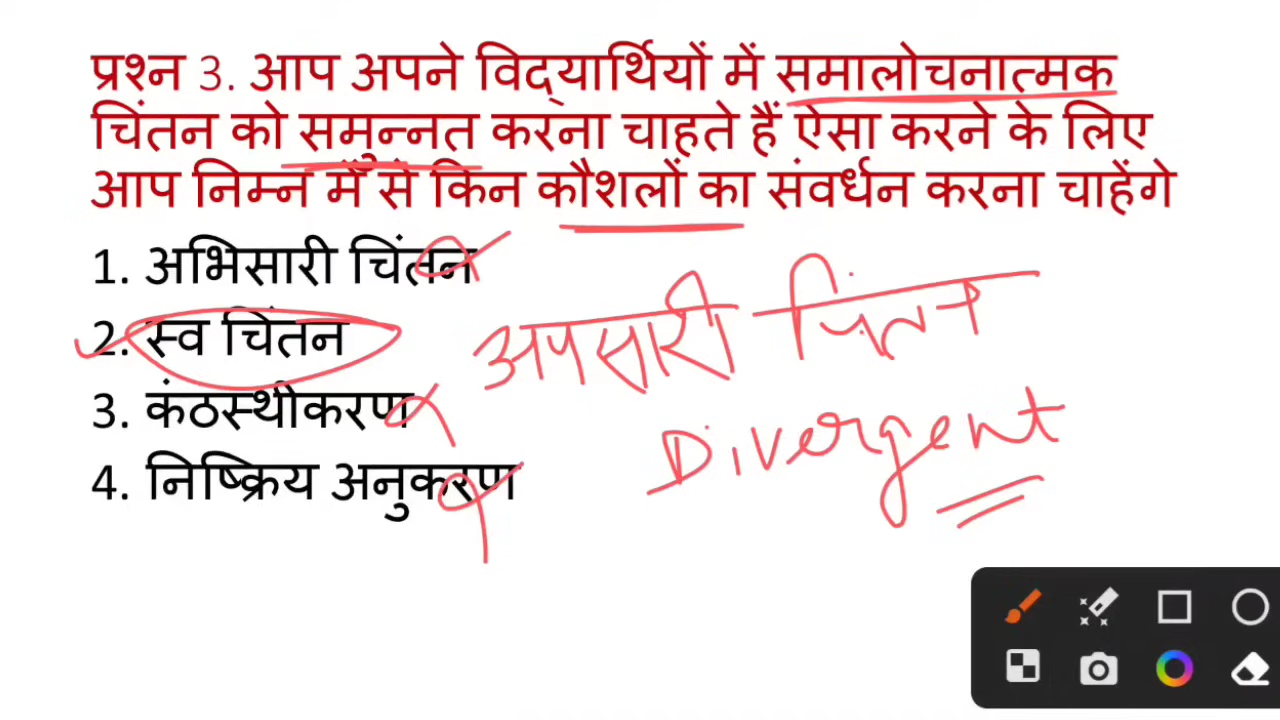 प्रश्न 3. आप अपने विद्यार्थियों में समालोचनात्मक
चिंतन को समुन्नत करना चाहते हैं ऐसा करने के लिए
आप निम्न में से किन कौशलों का संवर्धन करना चाहेंगे
1. अभिसारी चिंतन
2. स्व चिंतन
3. कंठस्थीकरण
4. निष्क्रिय अनुकरण
अपसारी चिंतन
Divergent